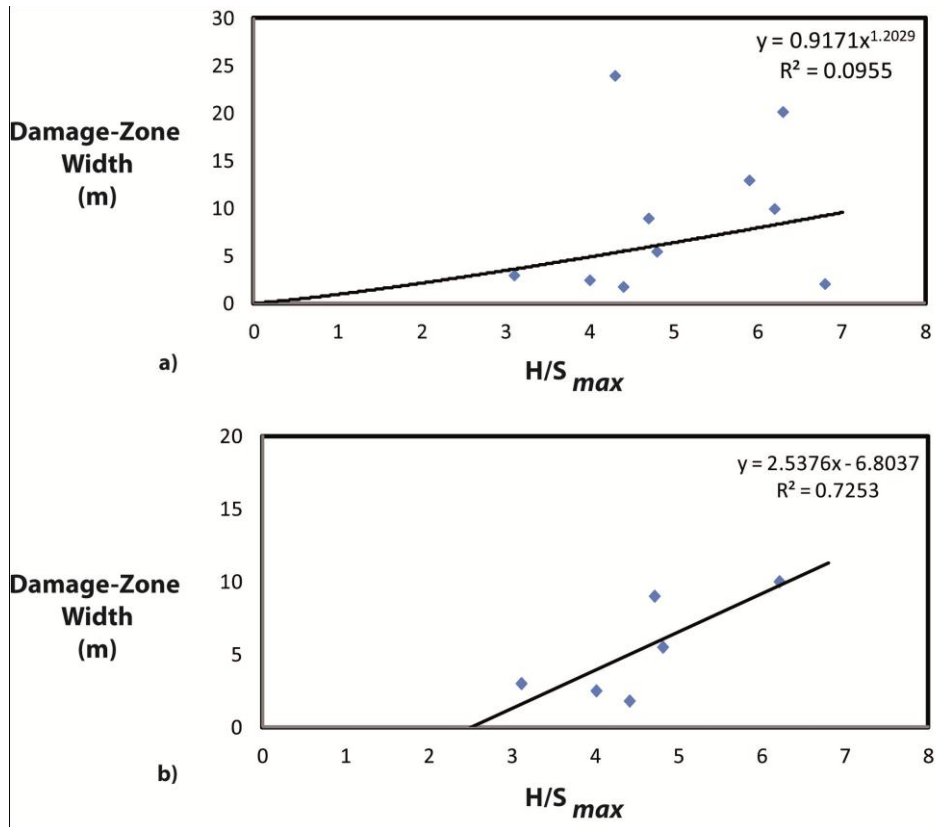 30
25
20
15
10
5
0
Damage-Zone
Width
(m)
y = 0.9171x^1.2029
R² = 0.0955
0 1 2 3 4 5 6 7 8
a)
H/S max
20
15
10
5
0
Damage-Zone
Width
(m)
y = 2.5376x - 6.8037
R² = 0.7253
0 1 2 3 4 5 6 7 8
b)
H/S max